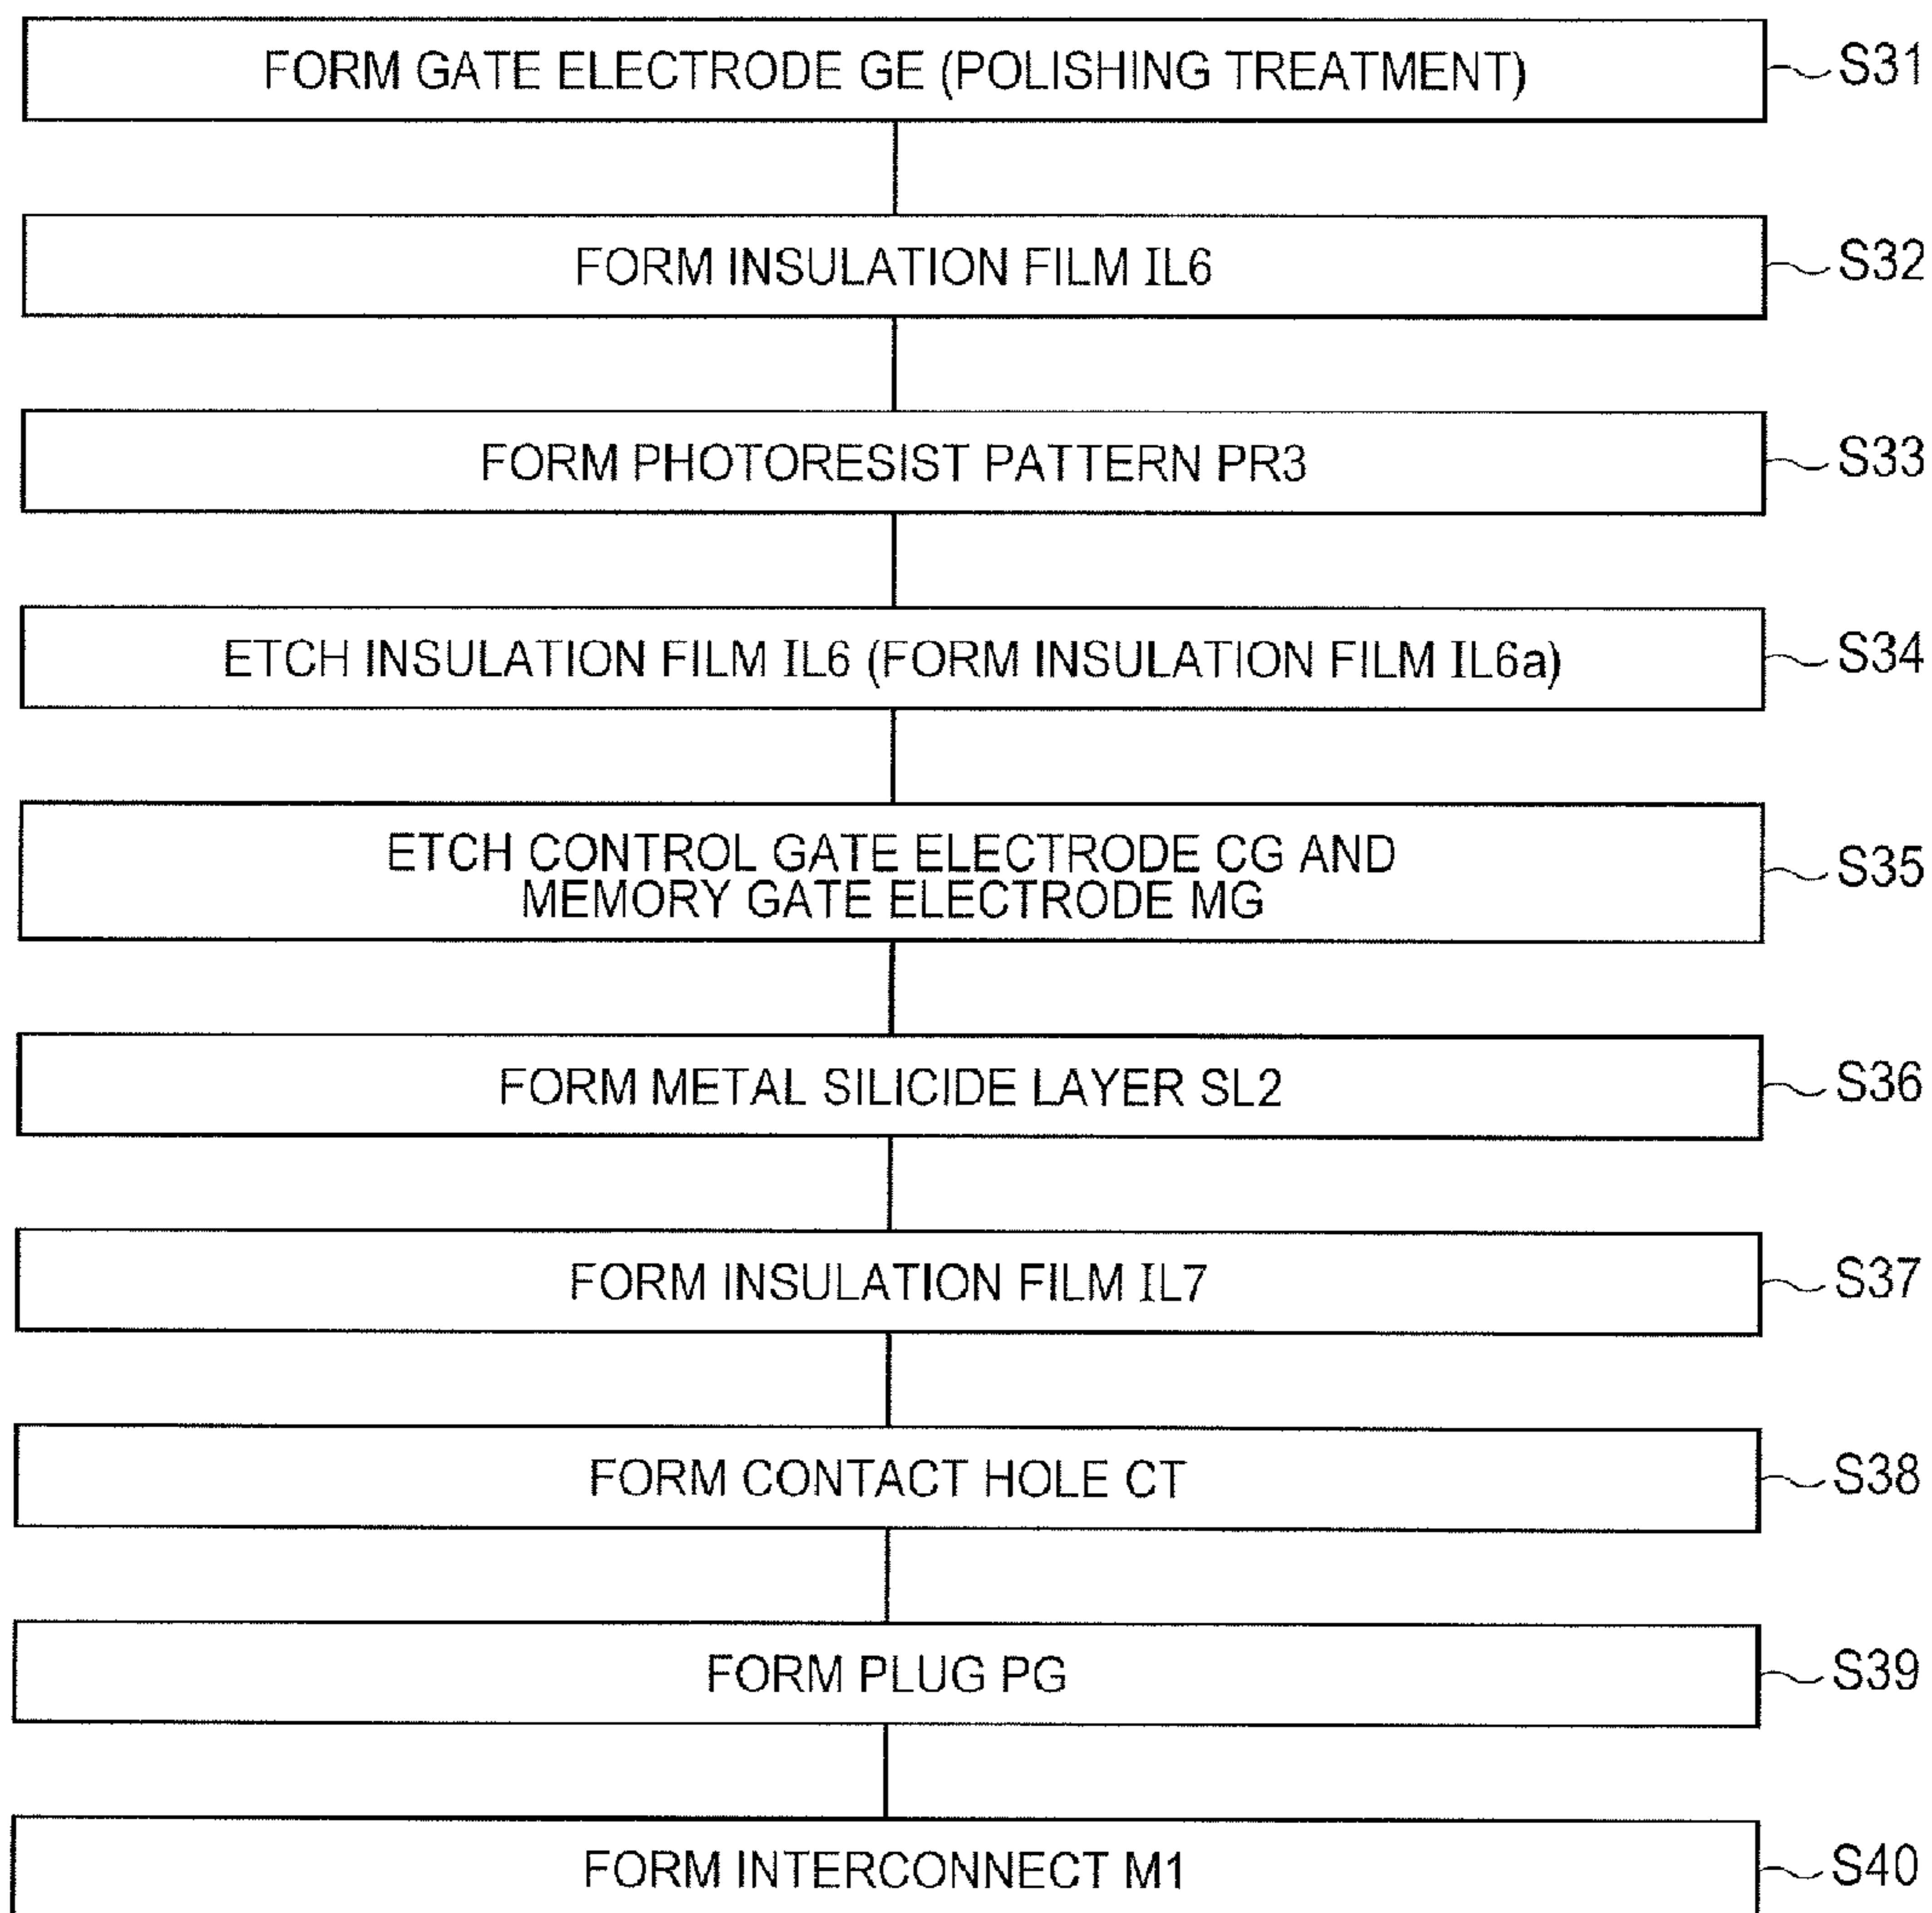 FORM GATE ELECTRODE GE (POLISHING TREATMENT)
S31
FORM INSULATION FILM IL6
S32
FORM PHOTORESIST PATTERN PR3
S33
ETCH INSULATION FILM IL6 (FORM INSULATION FILM IL6a)
S34
ETCH CONTROL GATE ELECTRODE CG AND
MEMORY GATE ELECTRODE MG
S35
FORM METAL SILICIDE LAYER SL2
S36
FORM INSULATION FILM IL7
S37
FORM CONTACT HOLE CT
S38
FORM PLUG PG
S39
FORM INTERCONNECT M1
S40